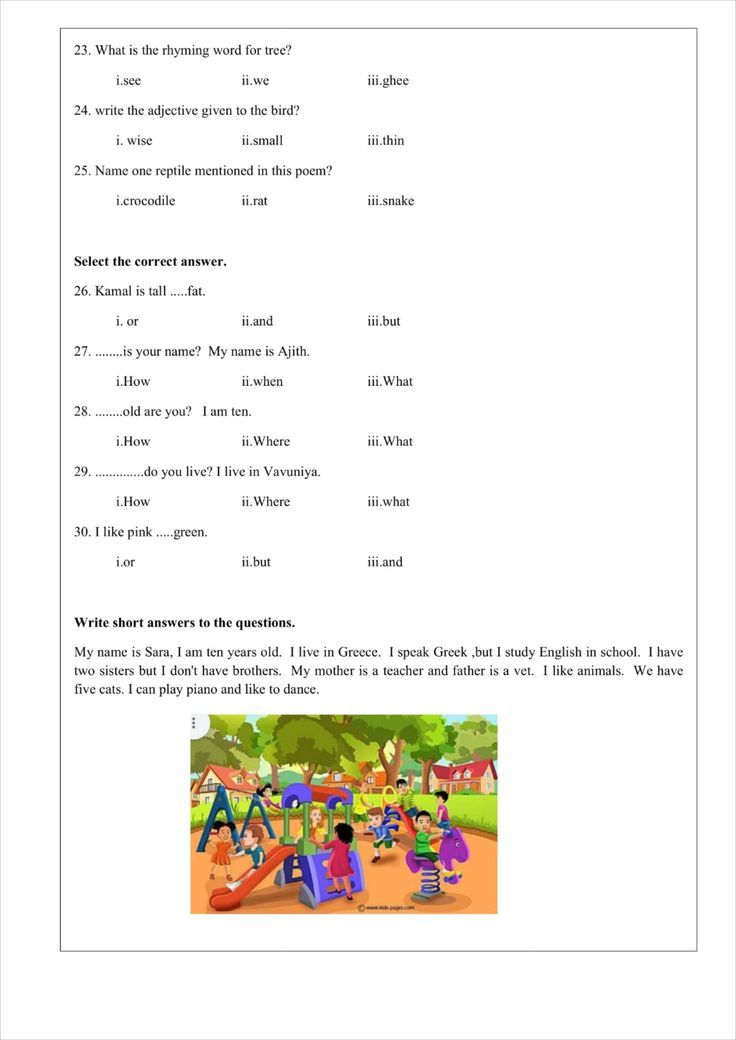 23. What is the rhyming word for tree?
i.see ii.we iii.ghee
24. write the adjective given to the bird?
i. wise ii.small iii.thin
25. Name one reptile mentioned in this poem?
i.crocodile ii.rat iii.snake
Select the correct answer.
26. Kamal is tall .....fat.
i. or ii.and iii.but
27. ........is your name?  My name is Ajith.
i.How ii.when iii.What
28. ........old are you?   I am ten.
i.How ii.Where iii.What
29. ..............do you live? I live in Vavuniya.
i.How ii.Where iii.what
30. I like pink .....green.
i.or ii.but iii.and
Write short answers to the questions.
My name is Sara, I am ten years old.  I live in Greece.  I speak Greek ,but I study English in school.  I have
two sisters but I don't have brothers.  My mother is a teacher and father is a vet.  I like animals.  We have
five cats. I can play piano and like to dance.
©www.kids-pages.com